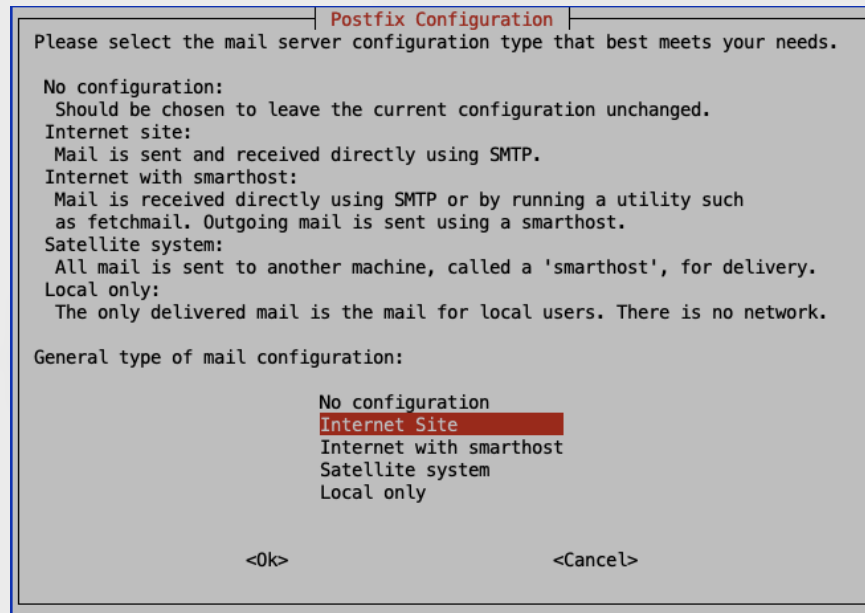 Postfix Configuration
Please select the mail server configuration type that best meets your needs.
No configuration:
Should be chosen to leave the current configuration unchanged.
Internet site:
Mail is sent and received directly using SMTP.
Internet with smarthost:
Mail is received directly using SMTP or by running a utility such
as fetchmail. Outgoing mail is sent using a smarthost.
Satellite system:
All mail is sent to another machine, called a 'smarthost', for delivery.
Local only:
The only delivered mail is the mail for local users. There is no network.
General type of mail configuration:
No configuration
Internet Site
Internet with smarthost
Satellite system
Local only
<Ok> <Cancel>